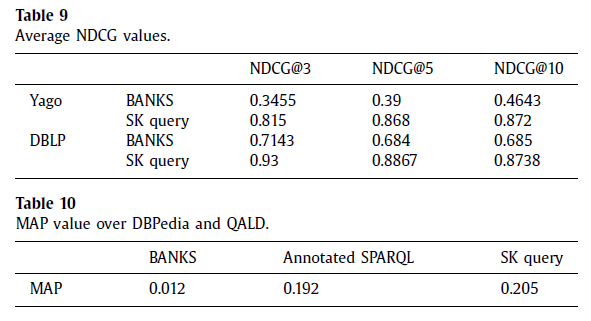 Table 9
Average NDCG values.
NDCG@3 NDCG@5 NDCG@10
Yago BANKS 0.3455 0.39 0.4643
SK query 0.815 0.868 0.872
DBLP BANKS 0.7143 0.684 0.685
SK query 0.93 0.8867 0.8738
Table 10
MAP value over DBPedia and QALD.
BANKS Annotated SPARQL SK query
MAP 0.012 0.192 0.205